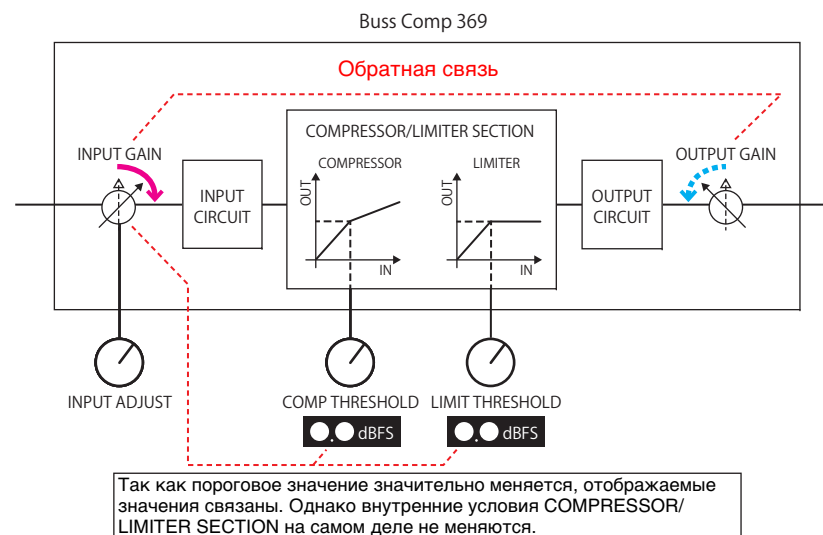 Buss Comp 369
Обратная связь
COMPRESSOR/LIMITER SECTION
INPUT GAIN
OUTPUT GAIN
COMPRESSOR
LIMITER
INPUT
CIRCUIT
OUT
IN
OUT
IN
OUTPUT
CIRCUIT
INPUT ADJUST
COMP THRESHOLD
LIMIT THRESHOLD
dBFS
dBFS
Так как пороговое значение значительно меняется, отображаемые
значения связаны. Однако внутренние условия COMPRESSOR/
LIMITER SECTION на самом деле не меняются.